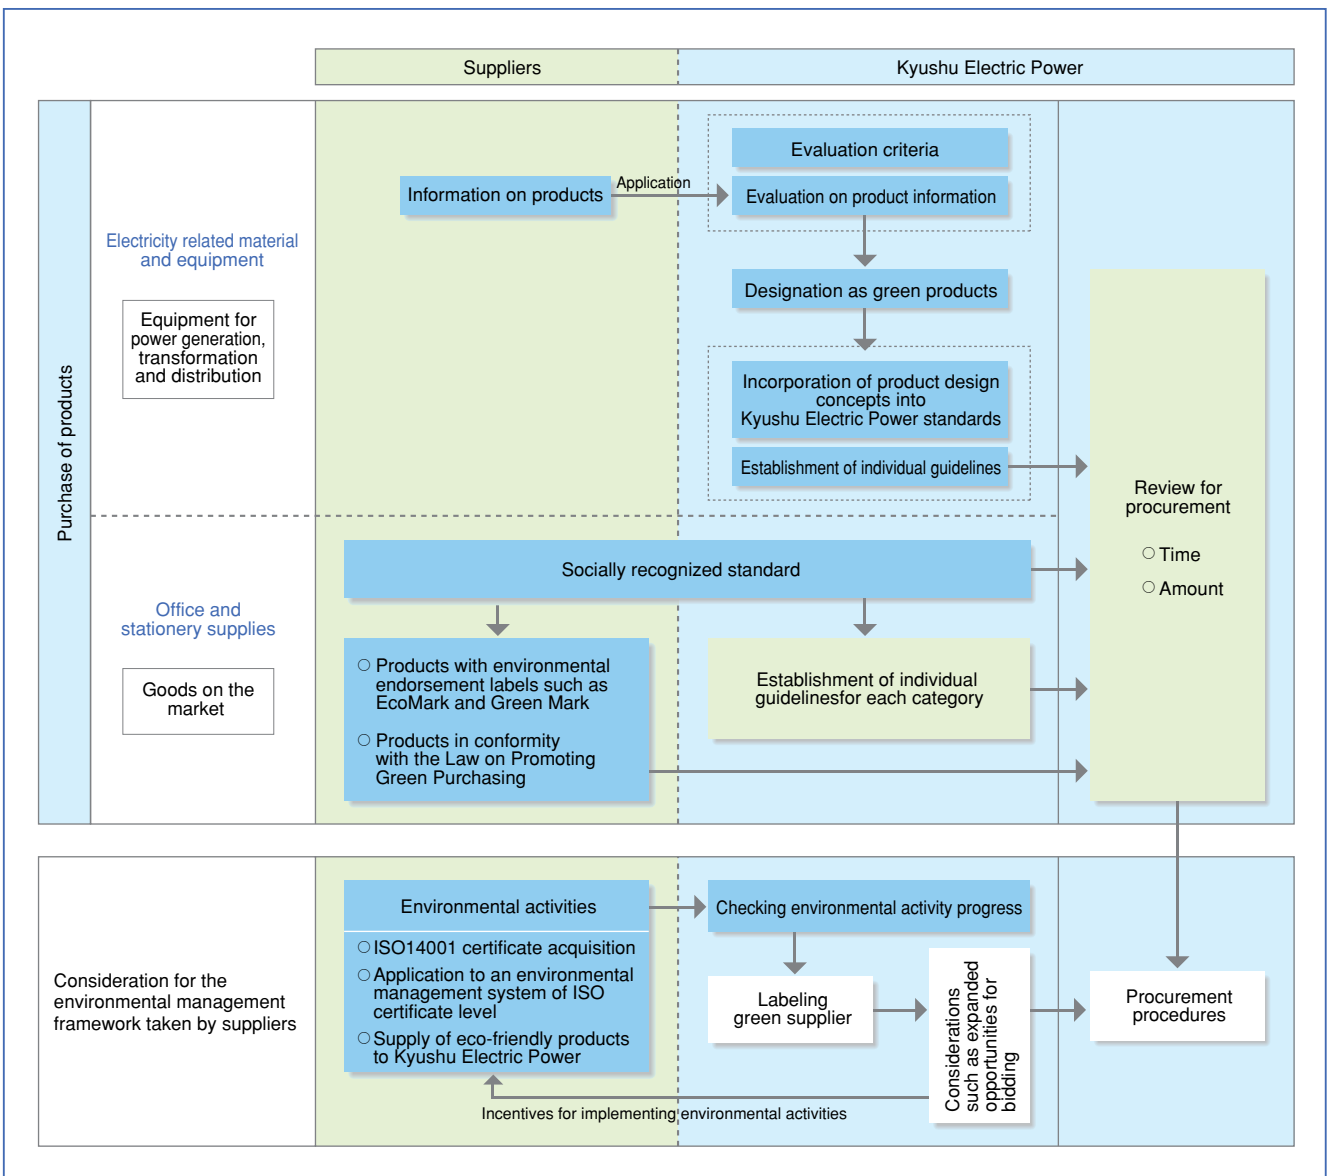 Suppliers
Kyushu Electric Power
Purchase of products
Electricity related material
and equipment
Equipment for
power generation,
transformation
and distribution
Information on products
Application
Evaluation criteria
Evaluation on product information
Designation as green products
Incorporation of product design
concepts into
Kyushu Electric Power standards
Establishment of individual guidelines
Review for
procurement
○ Time
○ Amount
Office and
stationery supplies
Goods on the
market
Socially recognized standard
○ Products with environmental
endorsement labels such as
EcoMark and Green Mark
○ Products in conformity
with the Law on Promoting
Green Purchasing
Establishment of individual
guidelinesfor each category
Consideration for the
environmental management
framework taken by suppliers
Environmental activities
○ ISO14001 certificate acquisition
○ Application to an environmental
management system of ISO
certificate level
○ Supply of eco-friendly products
to Kyushu Electric Power
Checking environmental activity progress
Labeling
green supplier
Considerations
such as expanded
opportunities for
bidding
Procurement
procedures
Incentives for implementing environmental activities